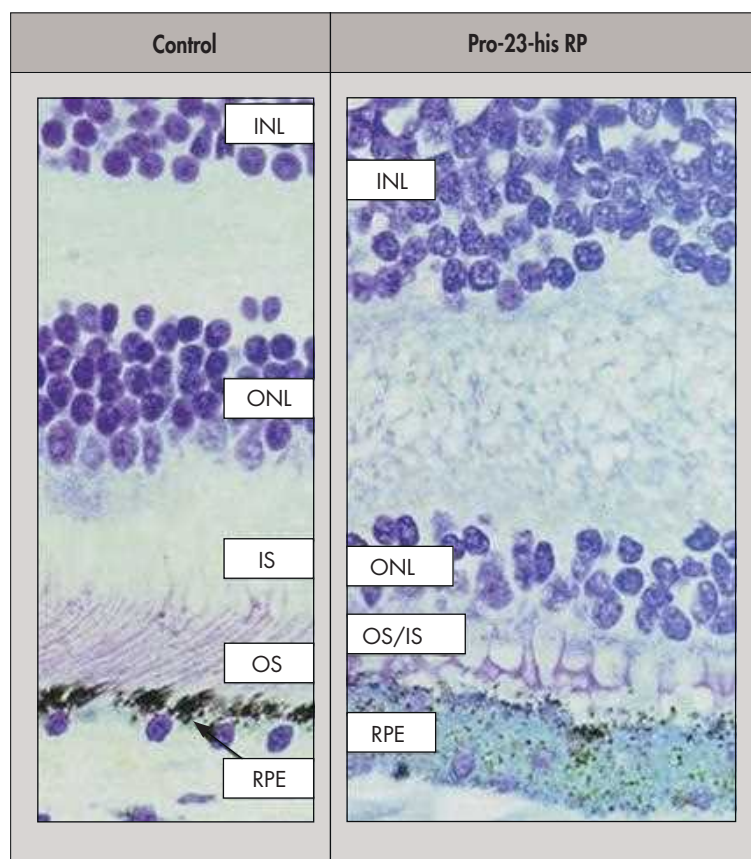 Control
Pro-23-his RP
INL
ONL
IS
OS
RPE
INL
ONL
OS/IS
RPE